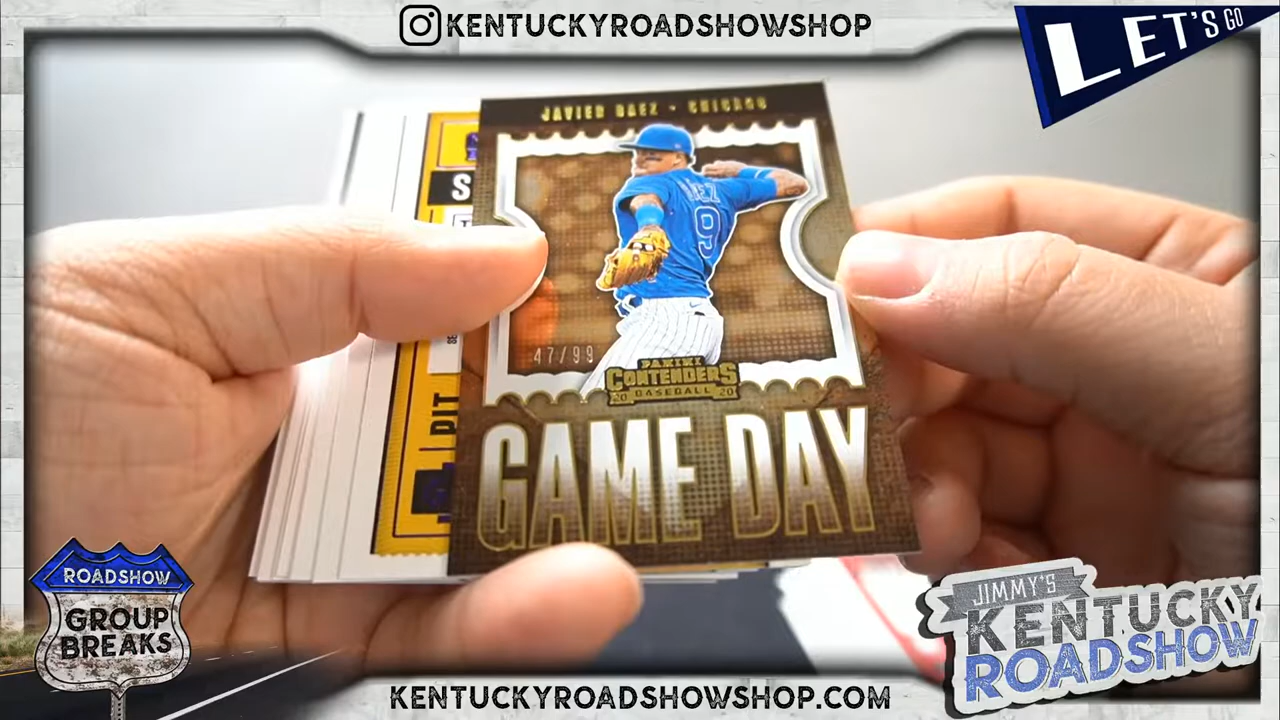 KENTUCKYROADSHOWSHOP
LET'S GO
JAVIER BAEZ • CHICAGO
BAEZ
9
47/99
PANINI
CONTENDERS
20 BASEBALL 20
GAME DAY
S
PIT
ROADSHOW
GROUP
BREAKS
JIMMY'S
KENTUCKY
ROADSHOW
KENTUCKYROADSHOWSHOP.COM